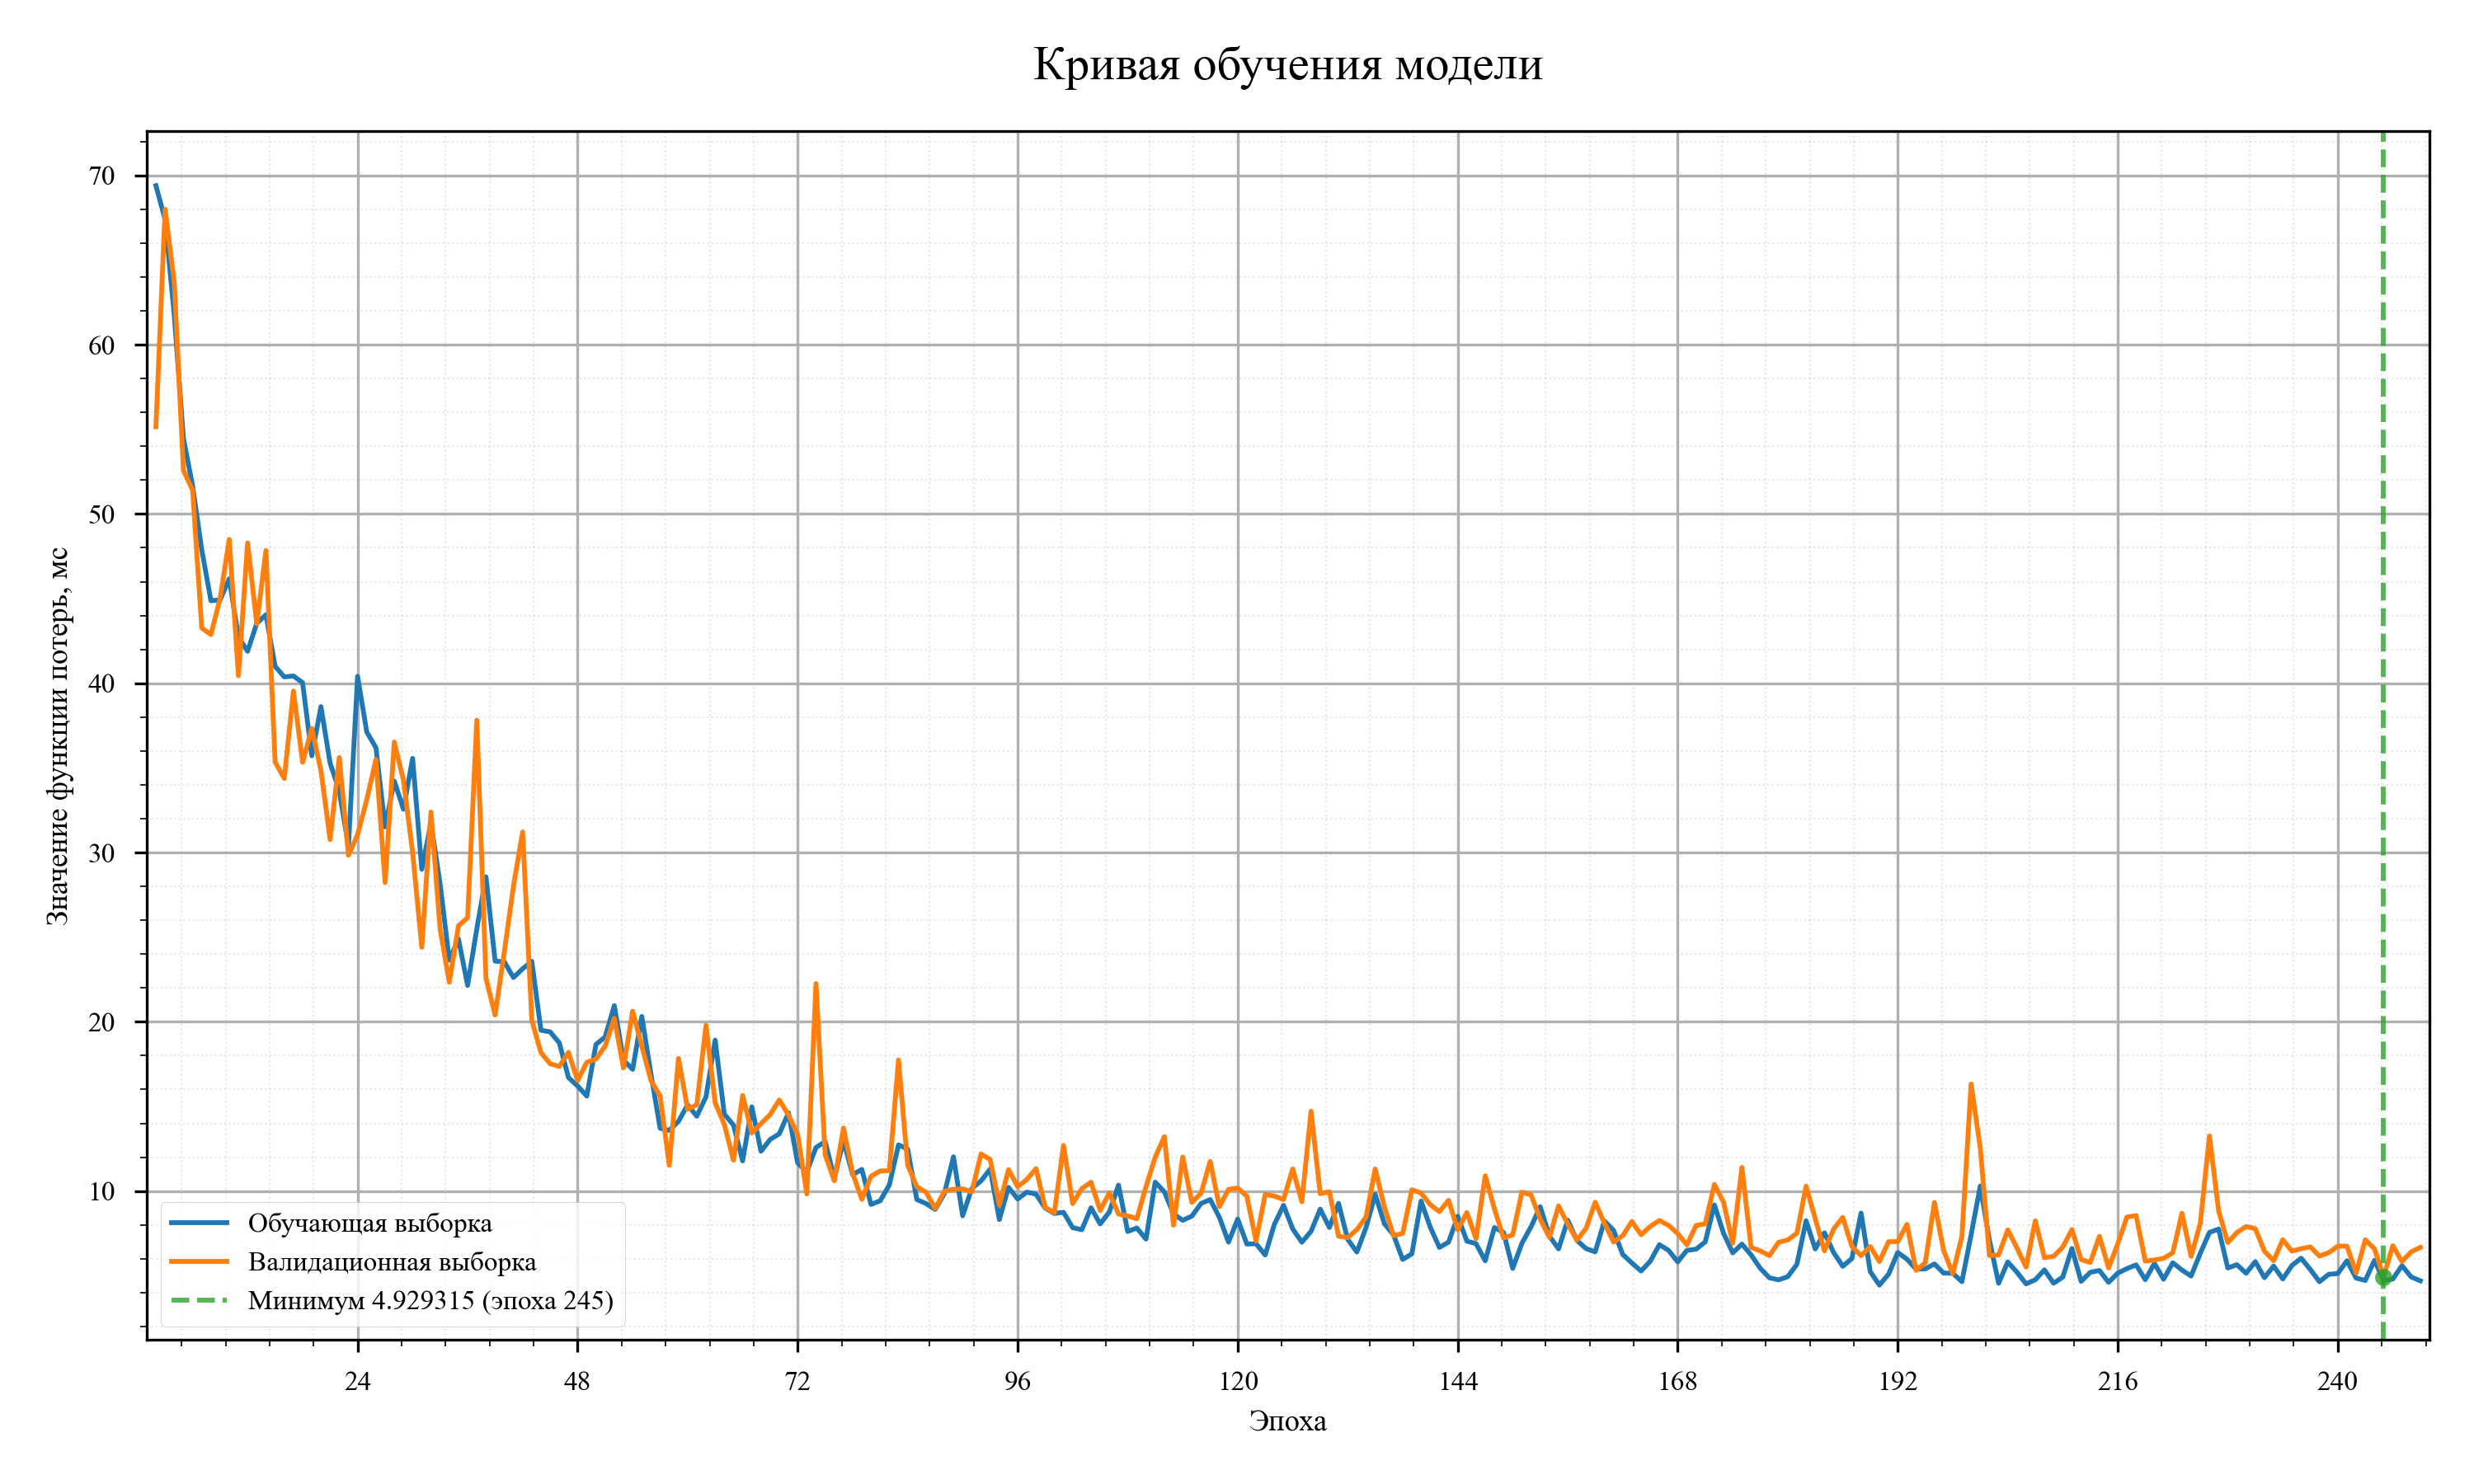 Кривая обучения модели
Значение функции потерь, мс
70
60
50
40
30
20
10
Обучающая выборка
Валидационная выборка
Минимум 4.929315 (эпоха 245)
24 48 72 96 120 144 168 192 216 240
Эпоха